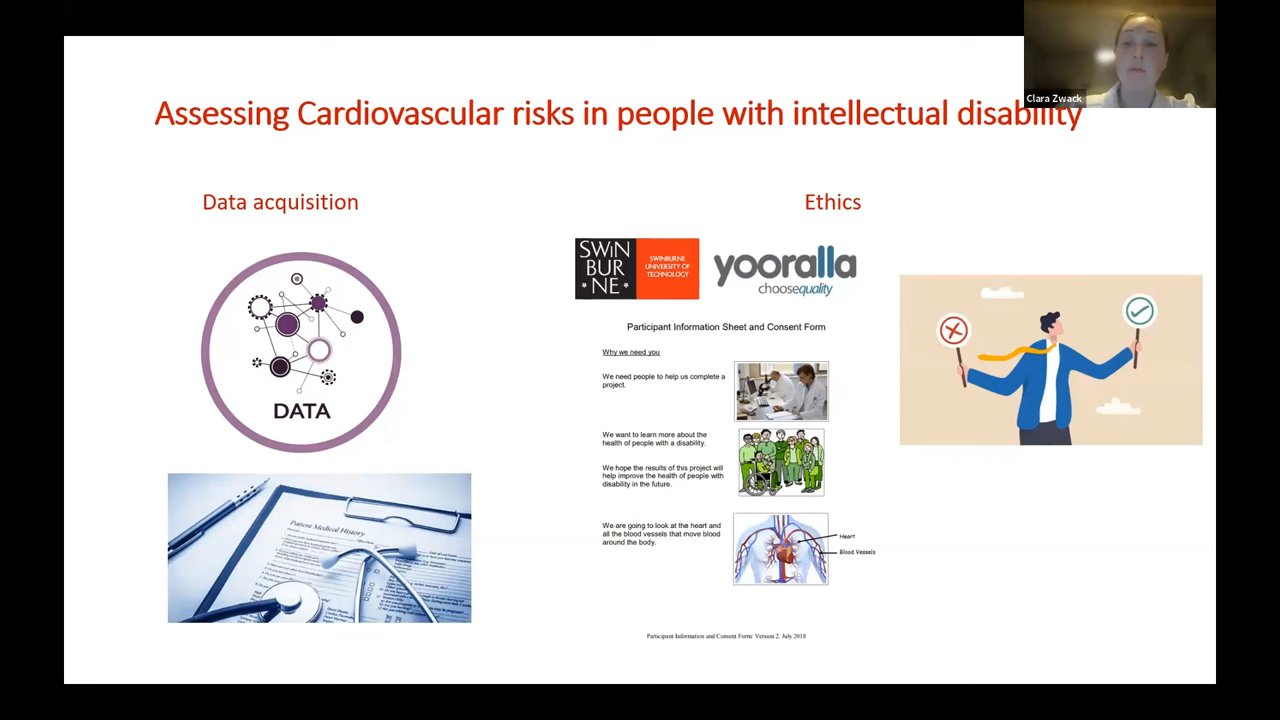 Clara Zwack
Assessing Cardiovascular risks in people with intellectual disability
Data acquisition
DATA
Patient Medical History
Ethics
SWIN
BUR
NE
SWINBURNE
UNIVERSITY OF
TECHNOLOGY
yooralla
choosequality
Participant Information Sheet and Consent Form
Why we need you
We need people to help us complete a
project.
We want to learn more about the
health of people with a disability.
We hope the results of this project will
help improve the health of people with
disability in the future.
We are going to look at the heart and
all the blood vessels that move blood
around the body.
Heart
Blood Vessels
Participant Information and Consent Form: Version 2. July 2018